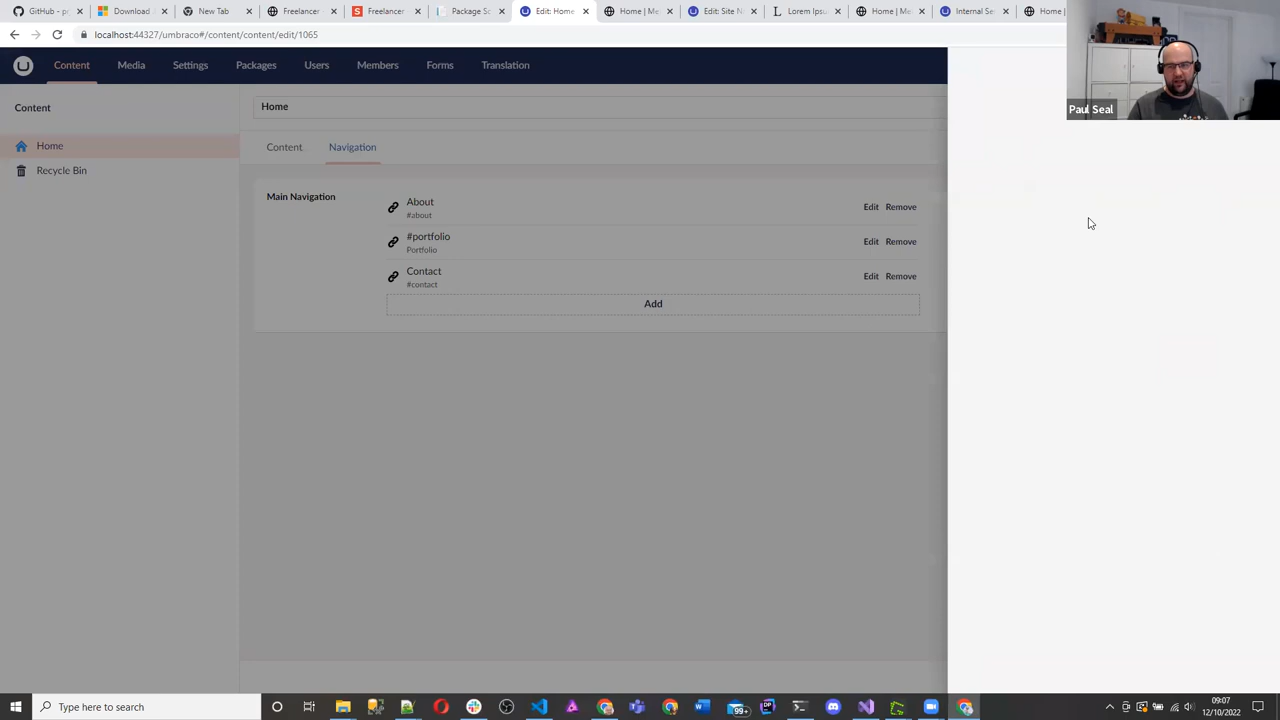 GitHub - p
Download
New Tab
Freelancer
Freelancer
Package Sc
Edit: Home
Home | Me
Edit: Site N
Lorem Ipsu
Home | Me
Internal Se
Home |
localhost:44327/umbraco#/content/content/edit/1065
Content
Media
Settings
Packages
Users
Members
Forms
Translation
Paul Seal
Content
Home
Recycle Bin
Home
Content
Navigation
Main Navigation
About
#about
Edit Remove
#portfolio
Portfolio
Edit Remove
Contact
#contact
Edit Remove
Add
Type here to search
99+
09:07
12/10/2022